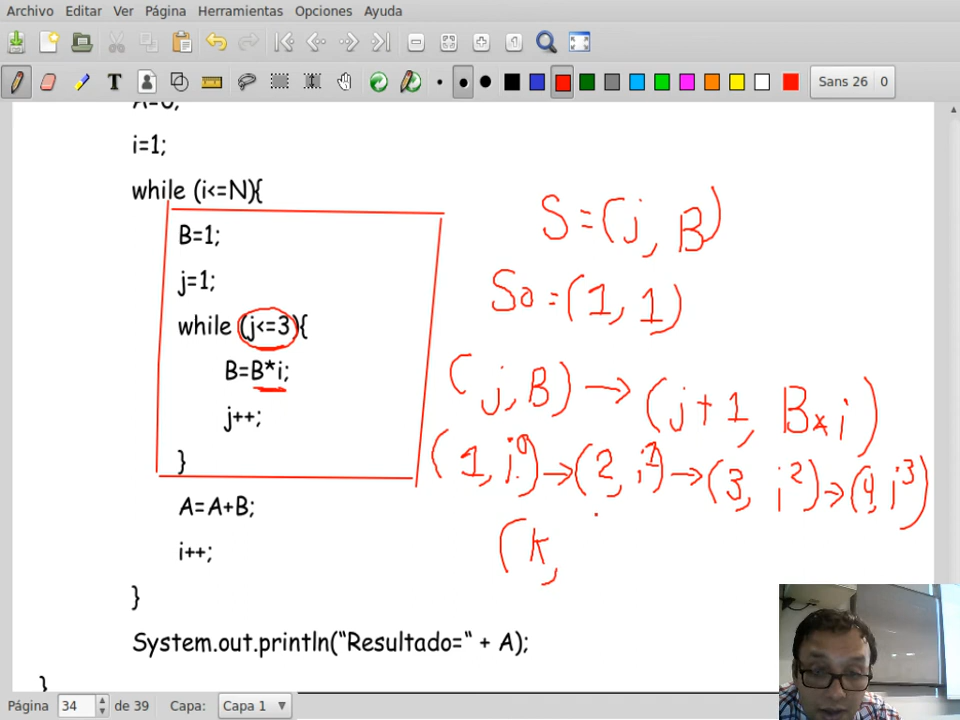 Archivo Editar Ver Página Herramientas Opciones Ayuda
T
1
Sans 26 0
A=0;
i=1;
while (i<=N){
B=1;
j=1;
while (j<=3){
B=B*i;
j++;
}
A=A+B;
i++;
}
System.out.println(“Resultado=“ + A);
}
S=(j, B)
So=(1, 1)
(j, B) → (j+1, B*i)
(1, i⁰) → (2, i¹) → (3, i²) → (4, i³)
(k,
Página 34 de 39 Capa: Capa 1